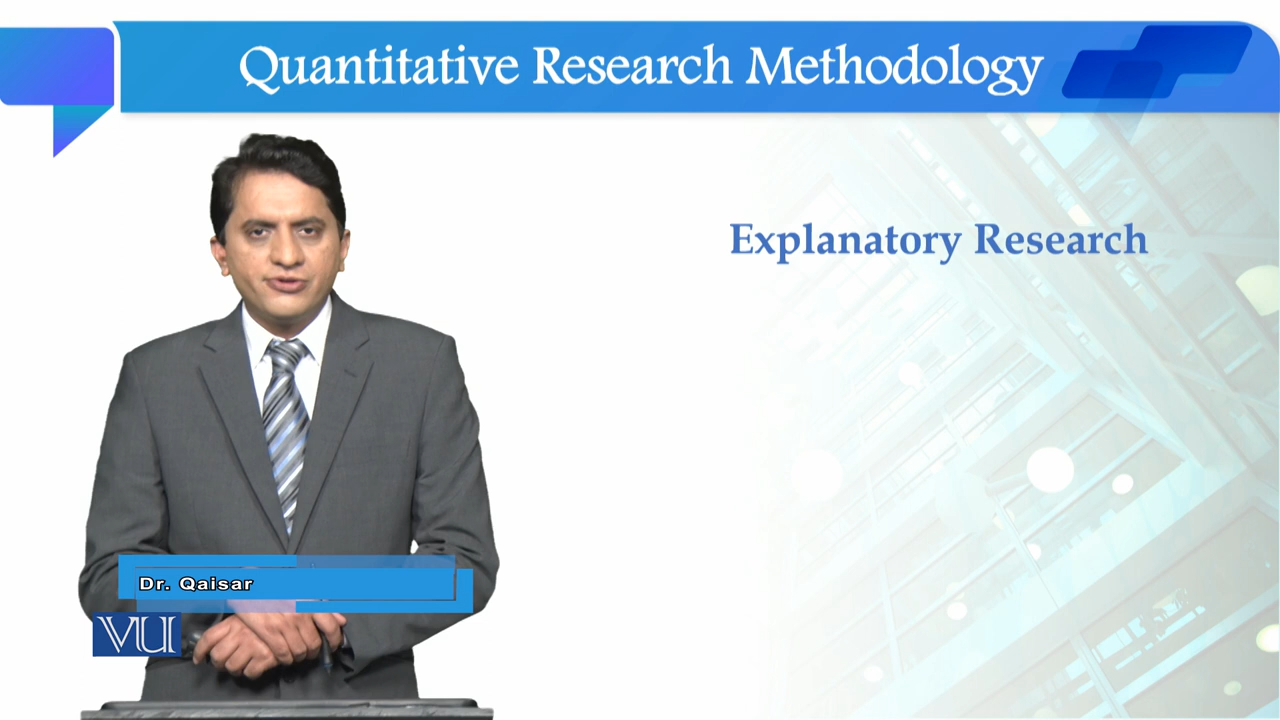 Quantitative Research Methodology
Explanatory Research
Dr. Qaisar
VU